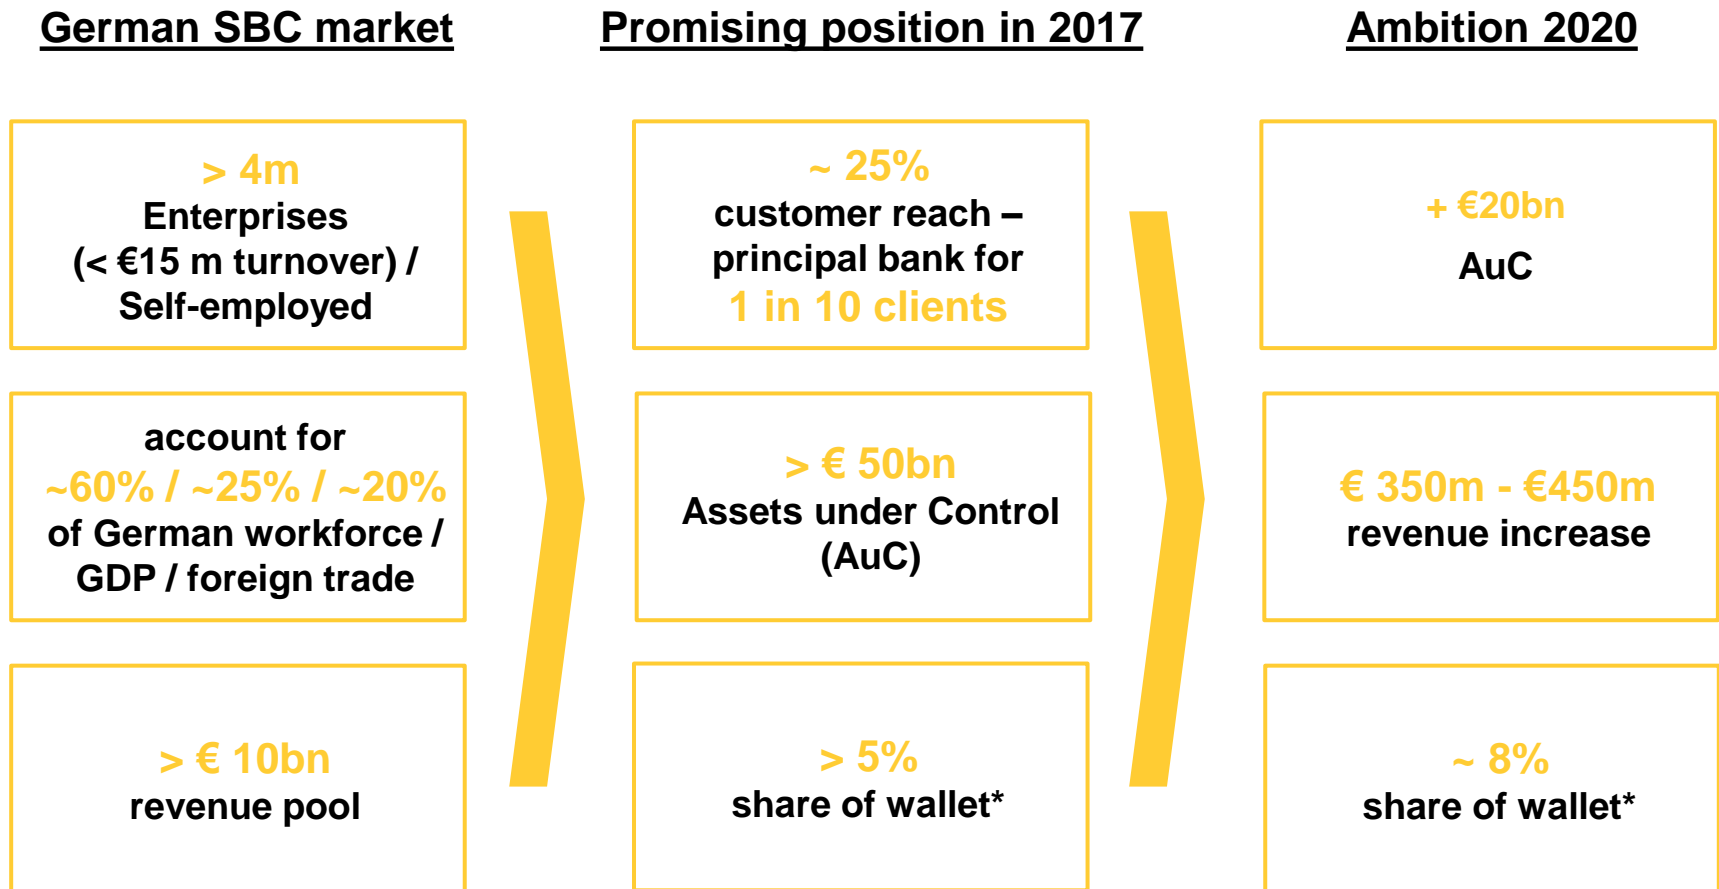 German SBC market
> 4m
Enterprises
(< €15 m turnover) /
Self-employed
account for
~60% / ~25% / ~20%
of German workforce /
GDP / foreign trade
> € 10bn
revenue pool
Promising position in 2017
~ 25%
customer reach –
principal bank for
1 in 10 clients
> € 50bn
Assets under Control
(AuC)
> 5%
share of wallet*
Ambition 2020
+ €20bn
AuC
€ 350m - €450m
revenue increase
~ 8%
share of wallet*